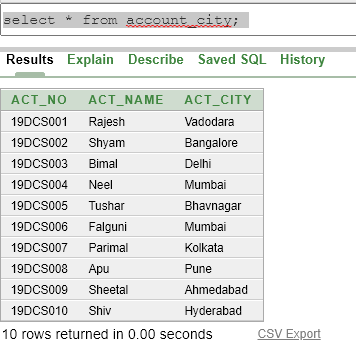 select * from account_city;
Results Explain Describe Saved SQL History
ACT_NO ACT_NAME ACT_CITY
19DCS001 Rajesh Vadodara
19DCS002 Shyam Bangalore
19DCS003 Bimal Delhi
19DCS004 Neel Mumbai
19DCS005 Tushar Bhavnagar
19DCS006 Falguni Mumbai
19DCS007 Parimal Kolkata
19DCS008 Apu Pune
19DCS009 Sheetal Ahmedabad
19DCS010 Shiv Hyderabad
10 rows returned in 0.00 seconds CSV Export